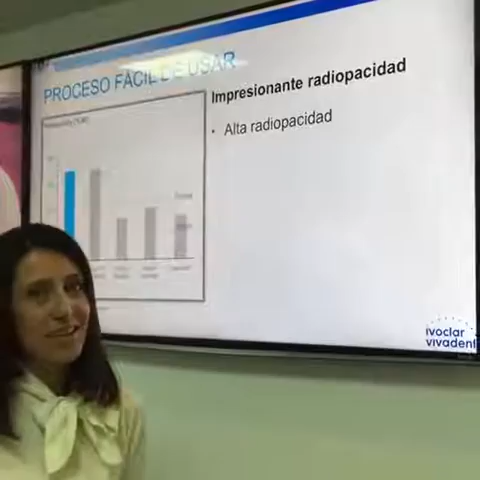 PROCESO FÁCIL DE USAR
Impresionante radiopacidad
• Alta radiopacidad
ivoclar
vivadent